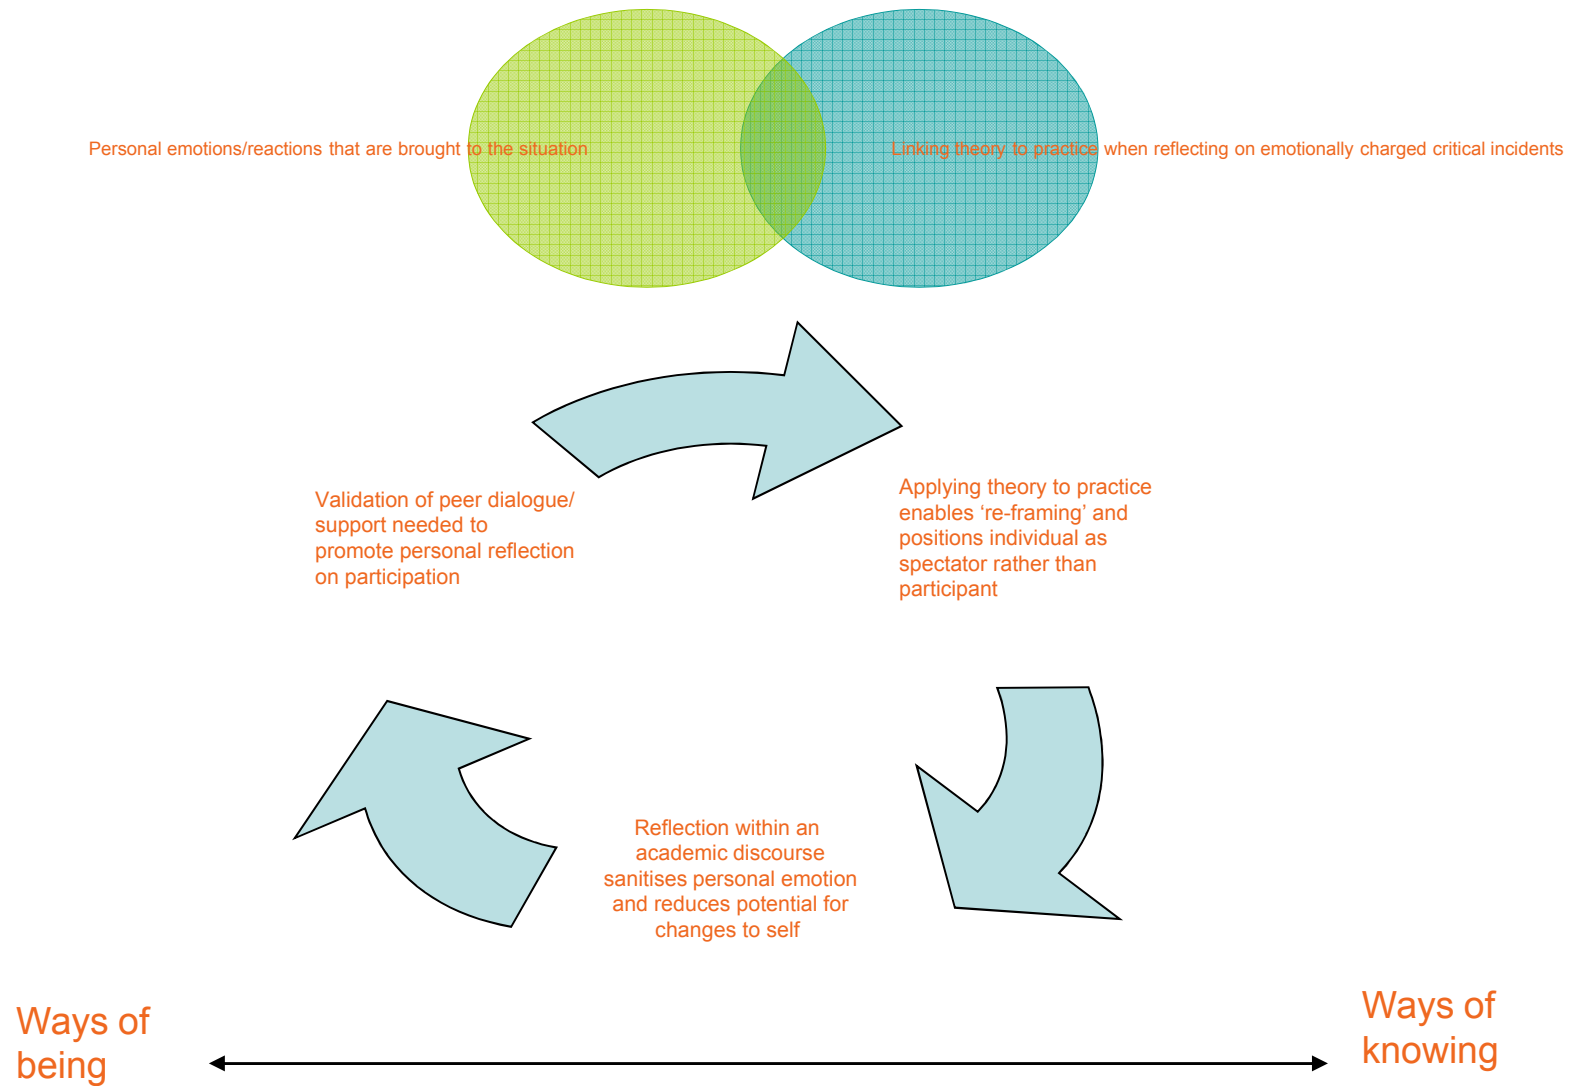 Personal emotions/reactions that are brought to the situation
Linking theory to practice when reflecting on emotionally charged critical incidents
Validation of peer dialogue/
support needed to
promote personal reflection
on participation
Applying theory to practice
enables ‘re-framing’ and
positions individual as
spectator rather than
participant
Reflection within an
academic discourse
sanitises personal emotion
and reduces potential for
changes to self
Ways of
being
Ways of
knowing